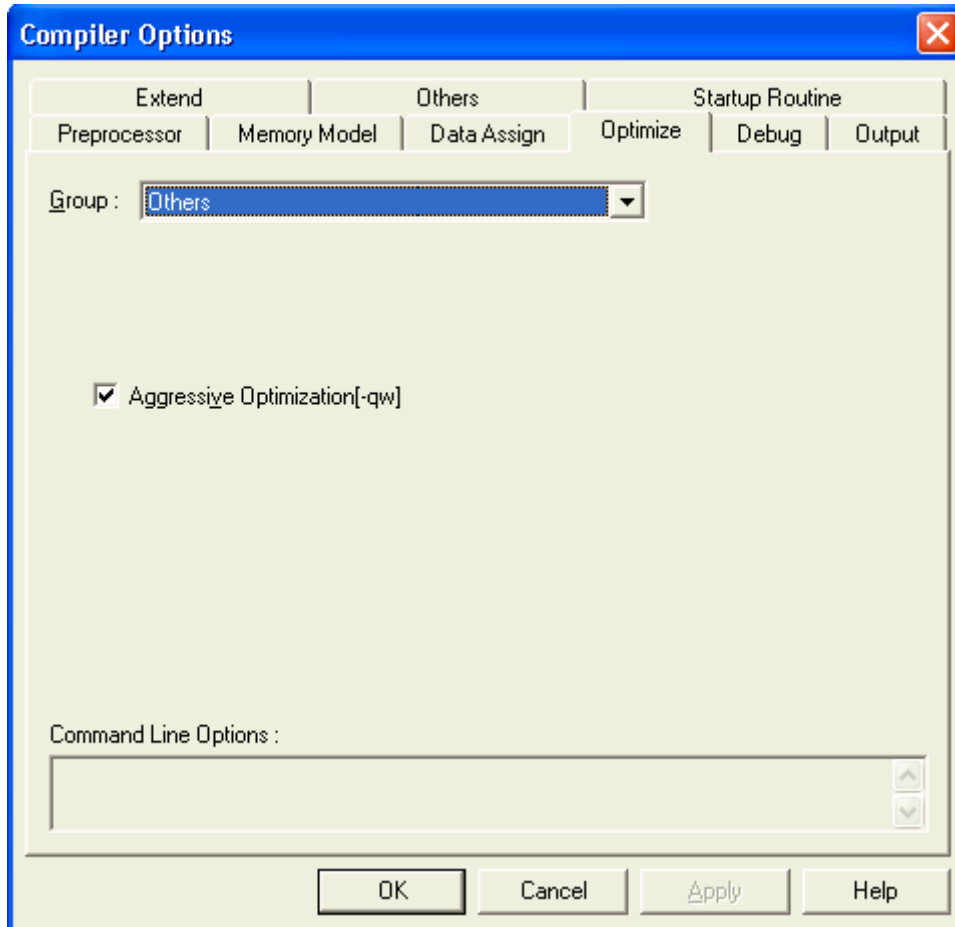 Compiler Options
Extend Others Startup Routine
Preprocessor Memory Model Data Assign Optimize Debug Output
Group : Others
Aggressive Optimization[-qw]
Command Line Options :
OK Cancel Apply Help